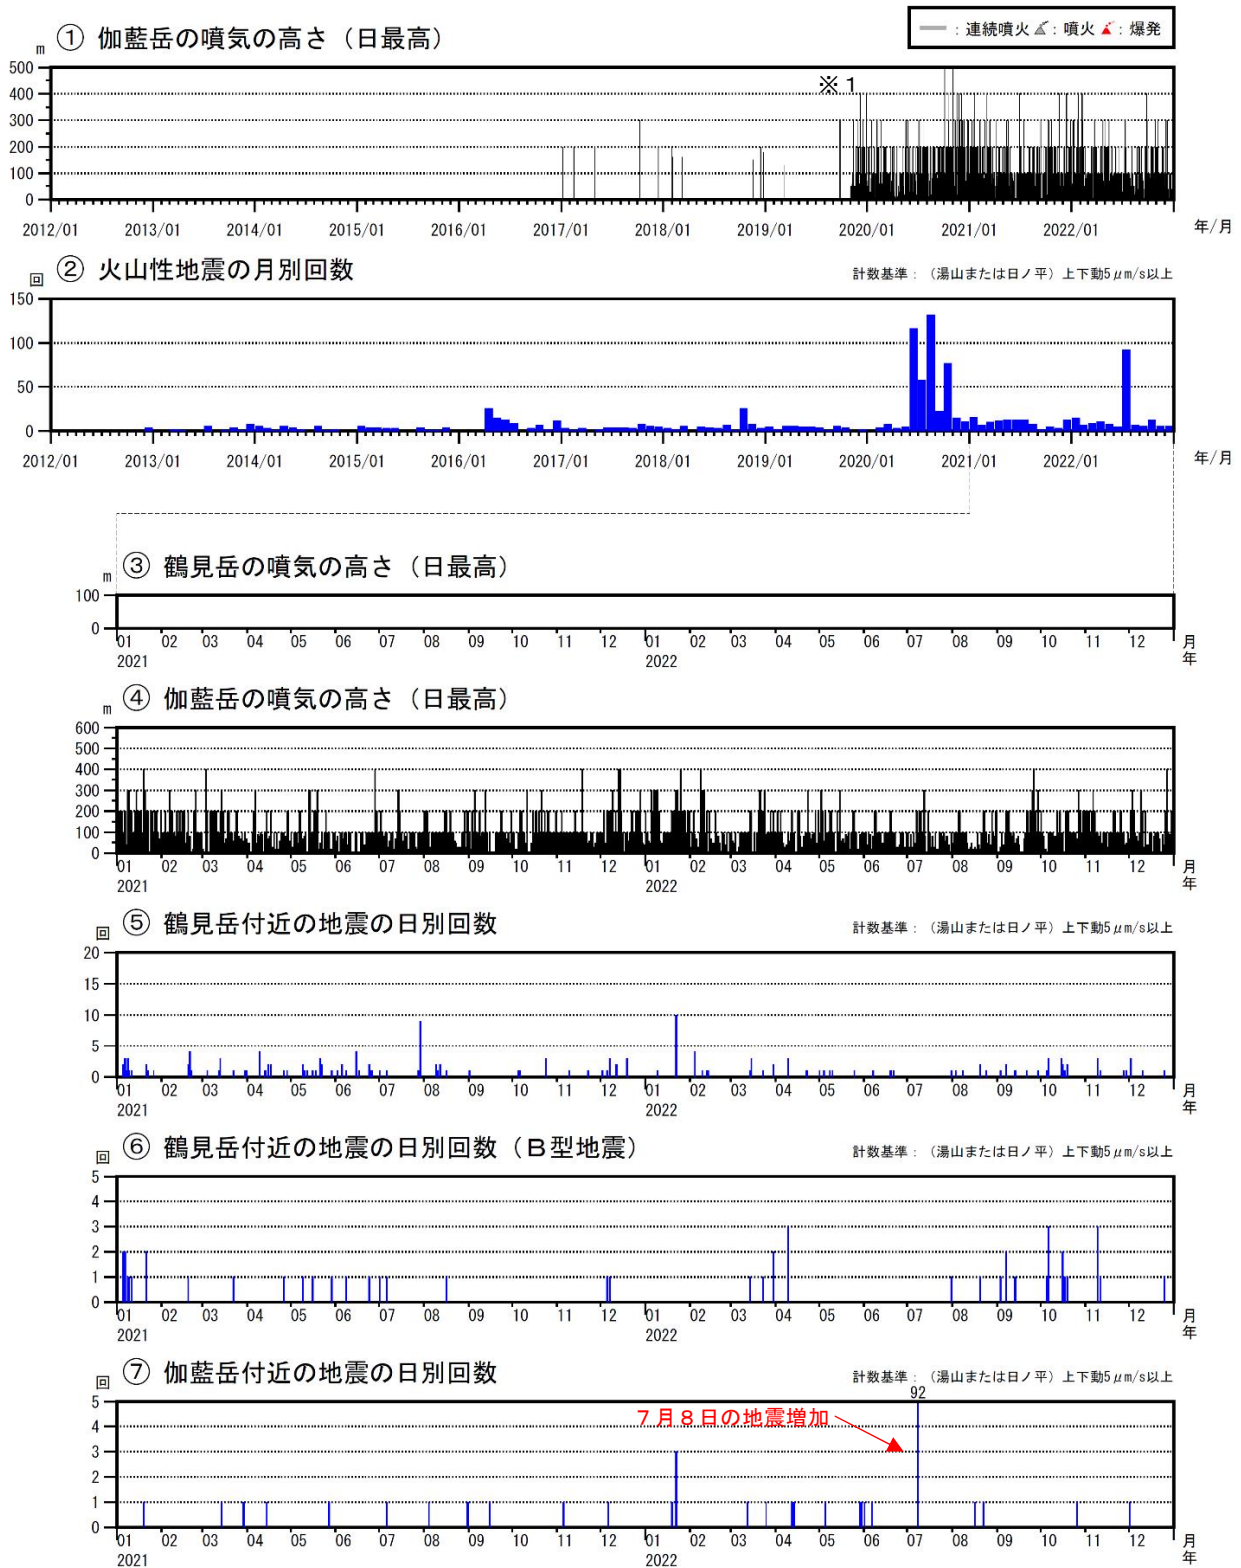 ━━ : 連続噴火 : 噴火 : 爆発
① 伽藍岳の噴気の高さ（日最高）
m
※1
500
400
300
200
100
0
2012/01 2013/01 2014/01 2015/01 2016/01 2017/01 2018/01 2019/01 2020/01 2021/01 2022/01 年/月
② 火山性地震の月別回数
計数基準：（湯山または日ノ平）上下動5μm/s以上
回
150
100
50
0
2012/01 2013/01 2014/01 2015/01 2016/01 2017/01 2018/01 2019/01 2020/01 2021/01 2022/01 年/月
③ 鶴見岳の噴気の高さ（日最高）
m
100
0
01 02 03 04 05 06 07 08 09 10 11 12 01 02 03 04 05 06 07 08 09 10 11 12 月
2021 2022 年
④ 伽藍岳の噴気の高さ（日最高）
m
600
500
400
300
200
100
0
01 02 03 04 05 06 07 08 09 10 11 12 01 02 03 04 05 06 07 08 09 10 11 12 月
2021 2022 年
⑤ 鶴見岳付近の地震の日別回数
計数基準：（湯山または日ノ平）上下動5μm/s以上
回
20
15
10
5
0
01 02 03 04 05 06 07 08 09 10 11 12 01 02 03 04 05 06 07 08 09 10 11 12 月
2021 2022 年
⑥ 鶴見岳付近の地震の日別回数（B型地震）
計数基準：（湯山または日ノ平）上下動5μm/s以上
回
5
4
3
2
1
0
01 02 03 04 05 06 07 08 09 10 11 12 01 02 03 04 05 06 07 08 09 10 11 12 月
2021 2022 年
⑦ 伽藍岳付近の地震の日別回数
計数基準：（湯山または日ノ平）上下動5μm/s以上
回
92
7月8日の地震増加
5
4
3
2
1
0
01 02 03 04 05 06 07 08 09 10 11 12 01 02 03 04 05 06 07 08 09 10 11 12 月
2021 2022 年